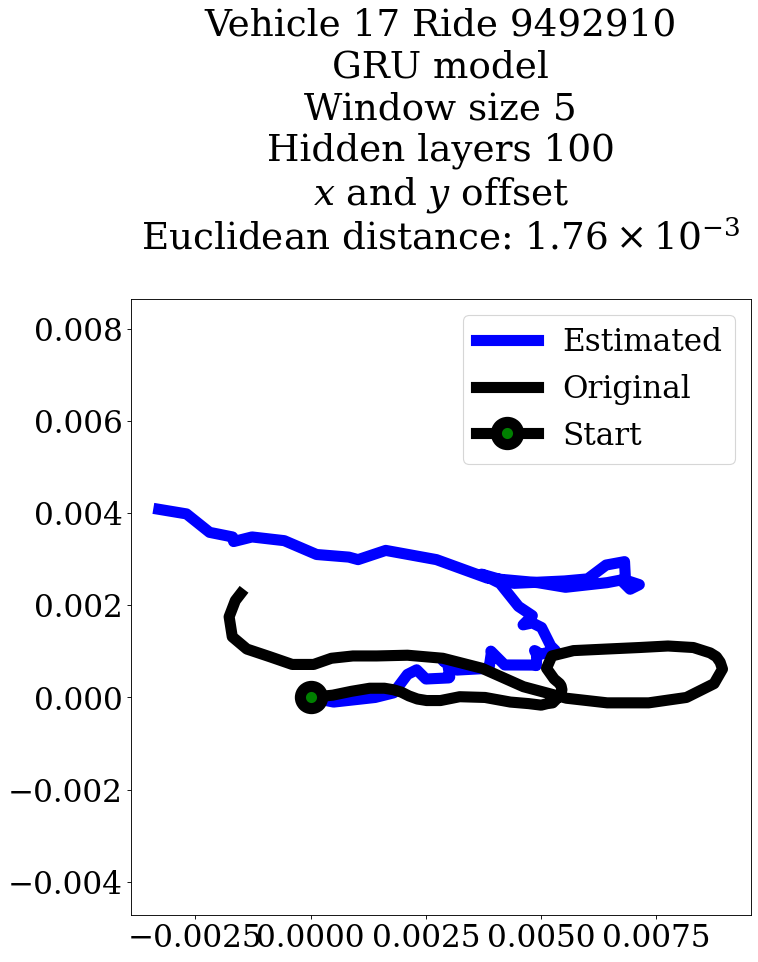 Vehicle 17 Ride 9492910
GRU model
Window size 5
Hidden layers 100
x and y offset
Euclidean distance: 1.76 × 10⁻³
Estimated
Original
Start
0.008
0.006
0.004
0.002
0.000
−0.002
−0.004
−0.0025 0.0000 0.0025 0.0050 0.0075